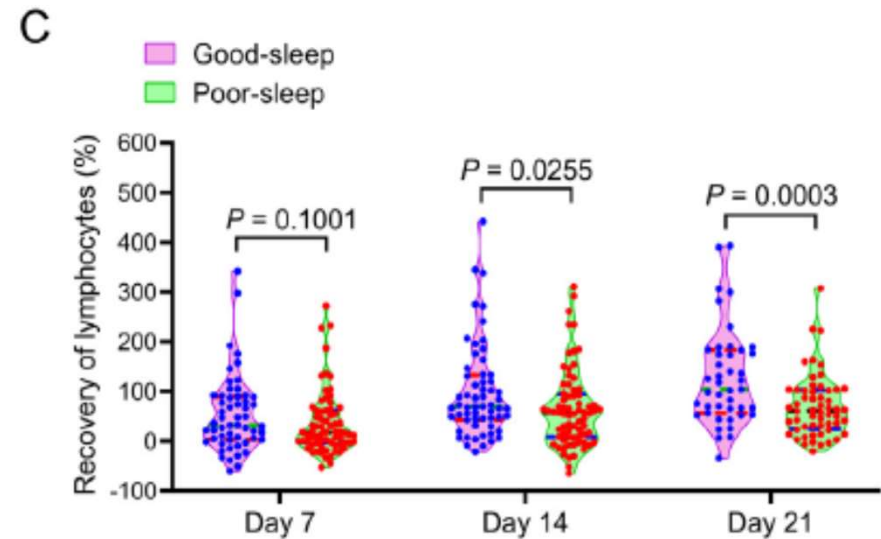 C
Good-sleep
Poor-sleep
Recovery of lymphocytes (%)
600
500
400
300
200
100
0
-100
P = 0.1001
P = 0.0255
P = 0.0003
Day 7
Day 14
Day 21